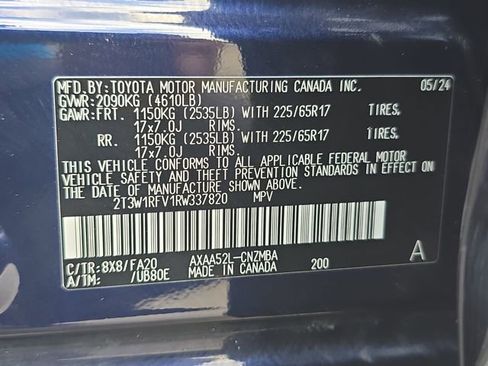 MFD.BY:TOYOTA MOTOR MANUFACTURING CANADA INC. 05/24
GVWR:2090KG (4610LB)
GAWR:FRT. 1150KG (2535LB) WITH 225/65R17 TIRES,
17x7.0J RIMS.
RR. 1150KG (2535LB) WITH 225/65R17 TIRES,
17x7.0J RIMS.
THIS VEHICLE CONFORMS TO ALL APPLICABLE FEDERAL MOTOR
VEHICLE SAFETY AND THEFT PREVENTION STANDARDS IN EFFECT ON
THE DATE OF MANUFACTURE SHOWN ABOVE.
2T3W1RFV1RW337820 MPV
C/TR:8X8/FA20 AXAA52L-CNZMBA A
A/TM: /UB80E MADE IN CANADA 200